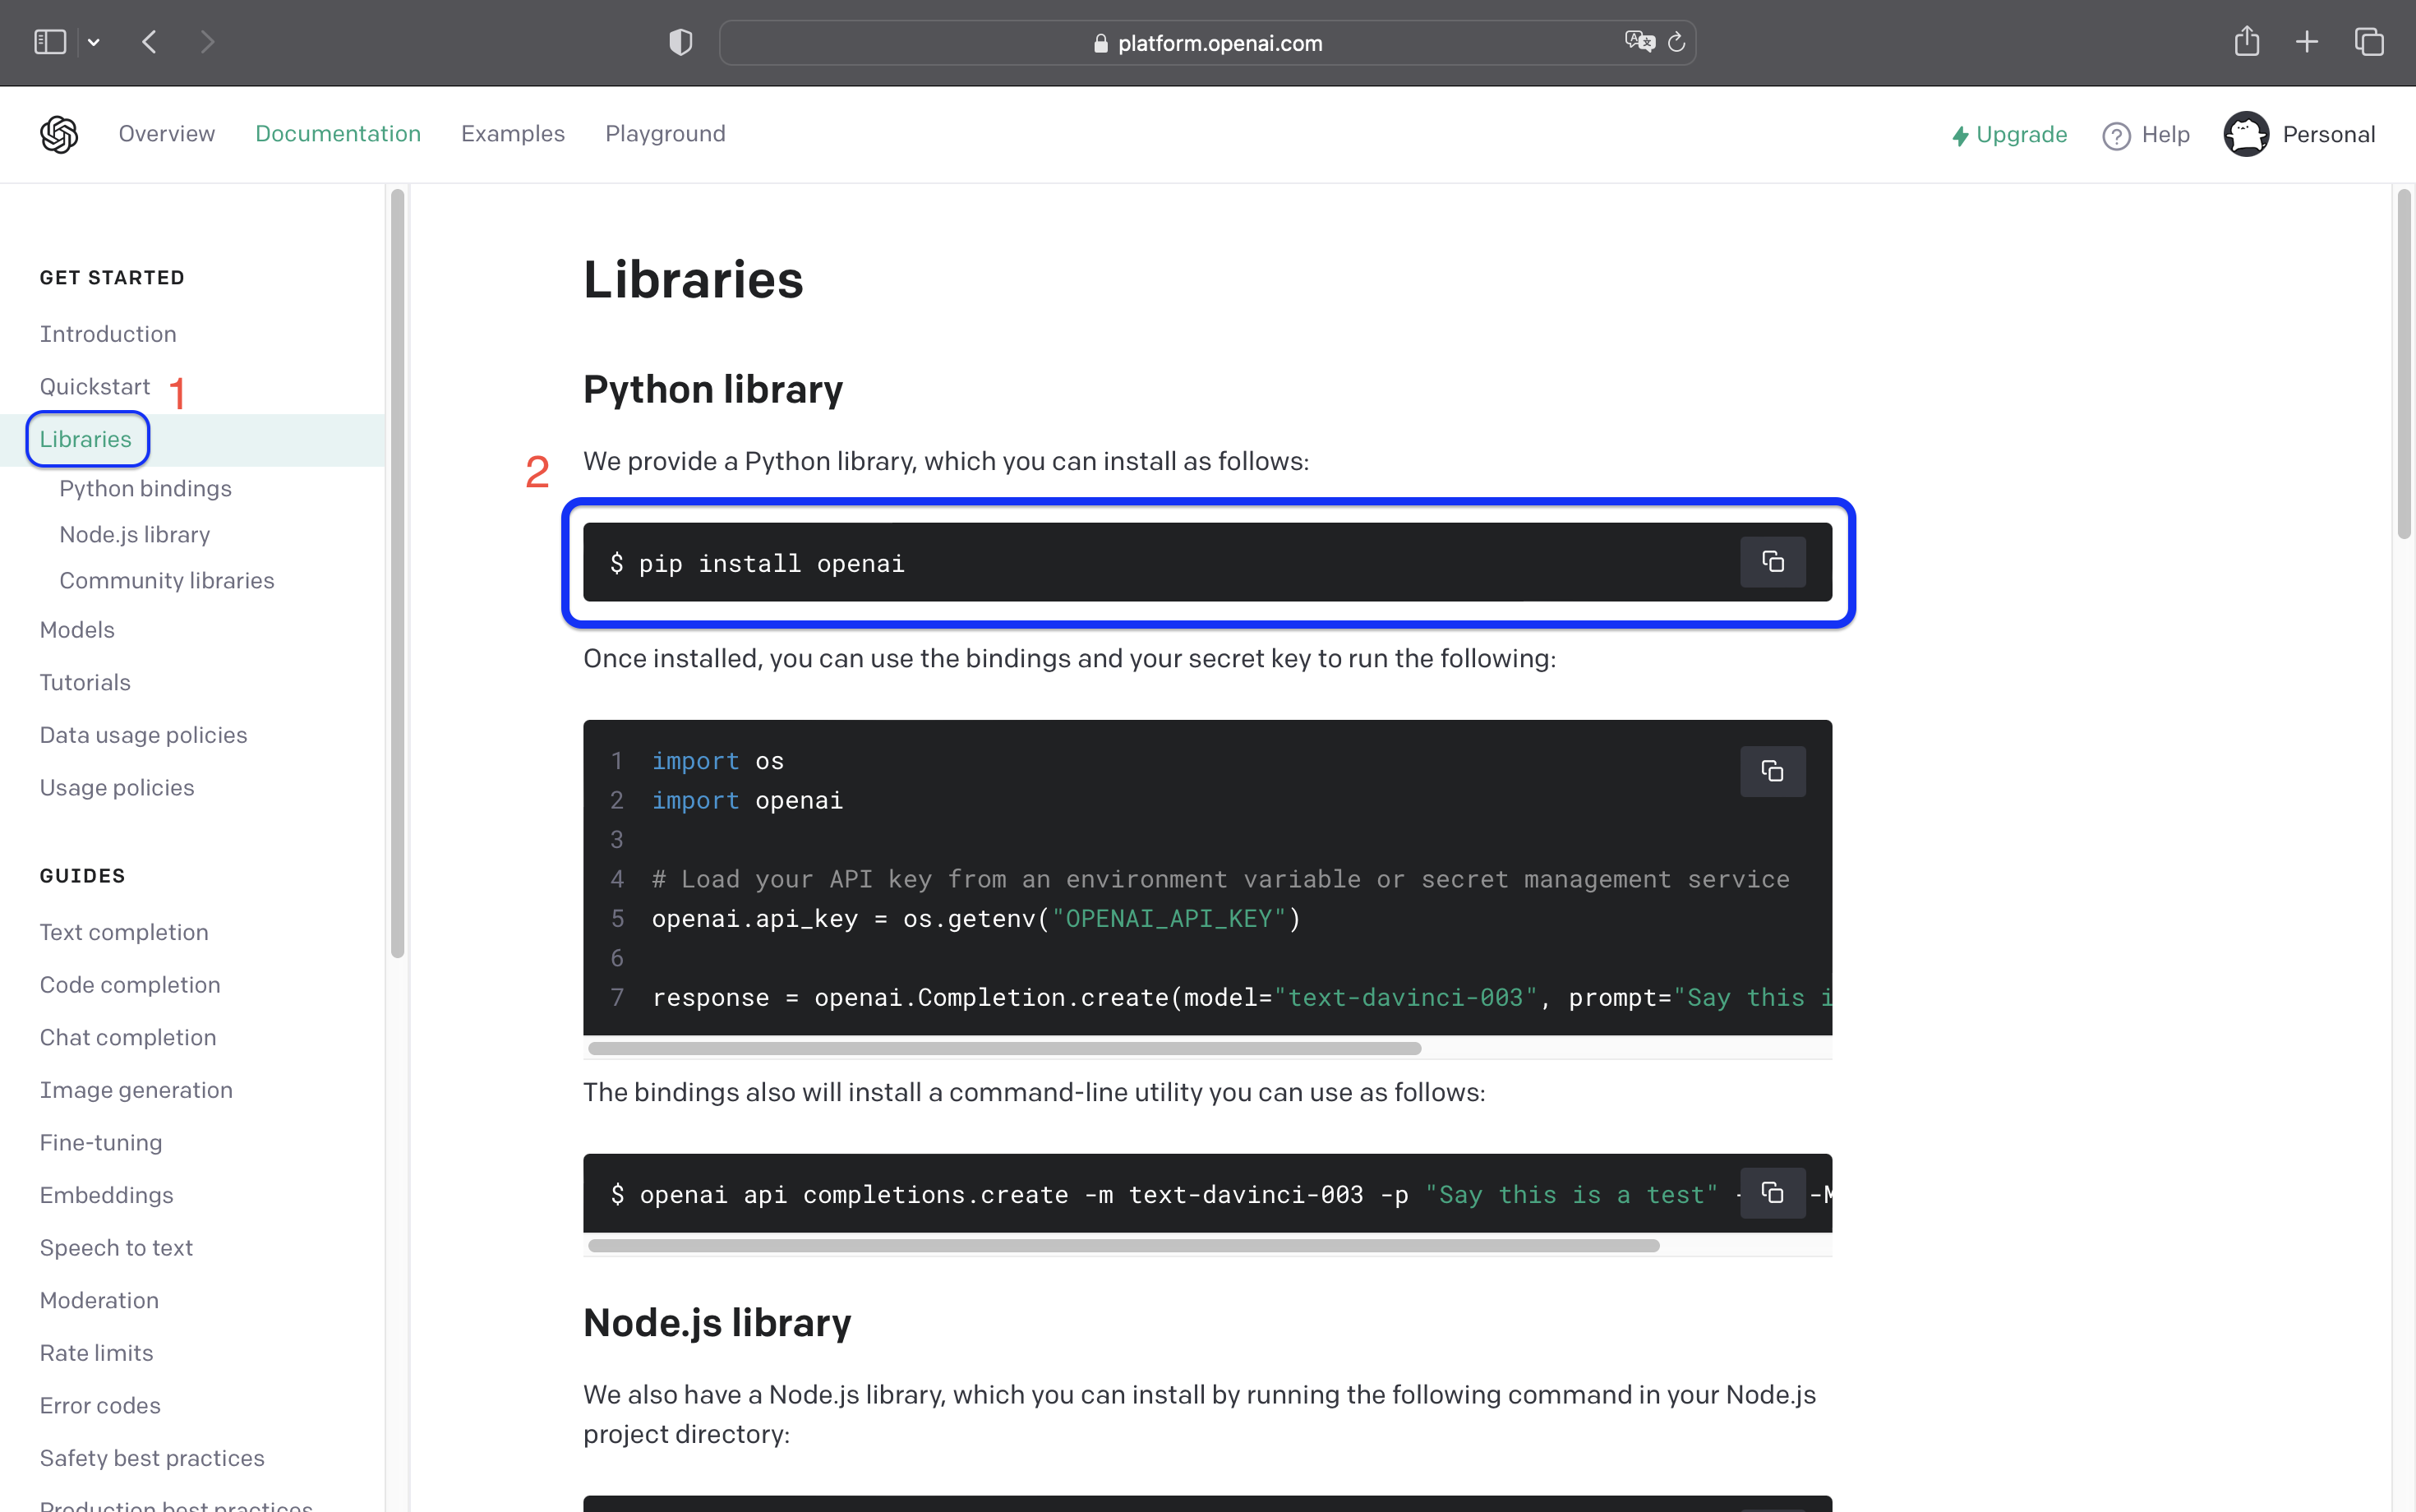 platform.openai.com
Overview
Documentation
Examples
Playground
Upgrade
Help
Personal
GET STARTED
Introduction
Quickstart
1
Libraries
Python bindings
Node.js library
Community libraries
Models
Tutorials
Data usage policies
Usage policies
GUIDES
Text completion
Code completion
Chat completion
Image generation
Fine-tuning
Embeddings
Speech to text
Moderation
Rate limits
Error codes
Safety best practices
Production best practices
Libraries
Python library
2
We provide a Python library, which you can install as follows:
$ pip install openai
Once installed, you can use the bindings and your secret key to run the following:
1 import os
2 import openai
3
4 # Load your API key from an environment variable or secret management service
5 openai.api_key = os.getenv("OPENAI_API_KEY")
6
7 response = openai.Completion.create(model="text-davinci-003", prompt="Say this i
The bindings also will install a command-line utility you can use as follows:
$ openai api completions.create -m text-davinci-003 -p "Say this is a test" - -M
Node.js library
We also have a Node.js library, which you can install by running the following command in your Node.js
project directory: